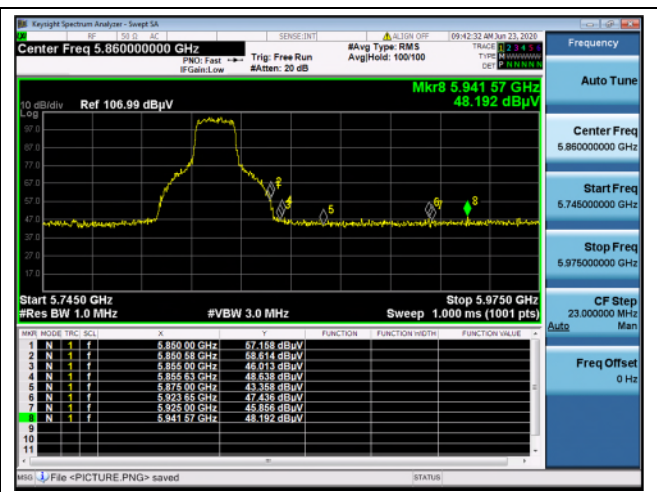 Keysight Spectrum Analyzer - Swept SA
RF 50 Ω AC SENSE:INT ALIGN OFF 09:42:32 AM Jun 23, 2020
Center Freq 5.860000000 GHz
PNO: Fast
IFGain:Low
Trig: Free Run
#Atten: 20 dB
#Avg Type: RMS
Avg|Hold: 100/100
TRACE 1 2 3 4 5 6
TYPE M W W W W W
DET P N N N N N
Frequency
Auto Tune
Center Freq
5.860000000 GHz
Start Freq
5.745000000 GHz
Stop Freq
5.975000000 GHz
CF Step
23.000000 MHz
Auto Man
Freq Offset
0 Hz
Mkr8 5.941 57 GHz
48.192 dBµV
10 dB/div Ref 106.99 dBµV
Log
97.0
87.0
77.0
67.0
57.0
47.0
37.0
27.0
17.0
2
5
8
Start 5.7450 GHz Stop 5.9750 GHz
#Res BW 1.0 MHz #VBW 3.0 MHz Sweep 1.000 ms (1001 pts)
MKR MODE TRC SCL X Y FUNCTION FUNCTION WIDTH FUNCTION VALUE
1 N 1 f 5.850 00 GHz 57.158 dBµV
2 N 1 f 5.850 58 GHz 58.614 dBµV
3 N 1 f 5.855 00 GHz 46.013 dBµV
4 N 1 f 5.855 63 GHz 48.638 dBµV
5 N 1 f 5.875 00 GHz 43.358 dBµV
6 N 1 f 5.923 65 GHz 47.436 dBµV
7 N 1 f 5.925 00 GHz 45.856 dBµV
8 N 1 f 5.941 57 GHz 48.192 dBµV
9
10
11
MSG File <PICTURE.PNG> saved STATUS